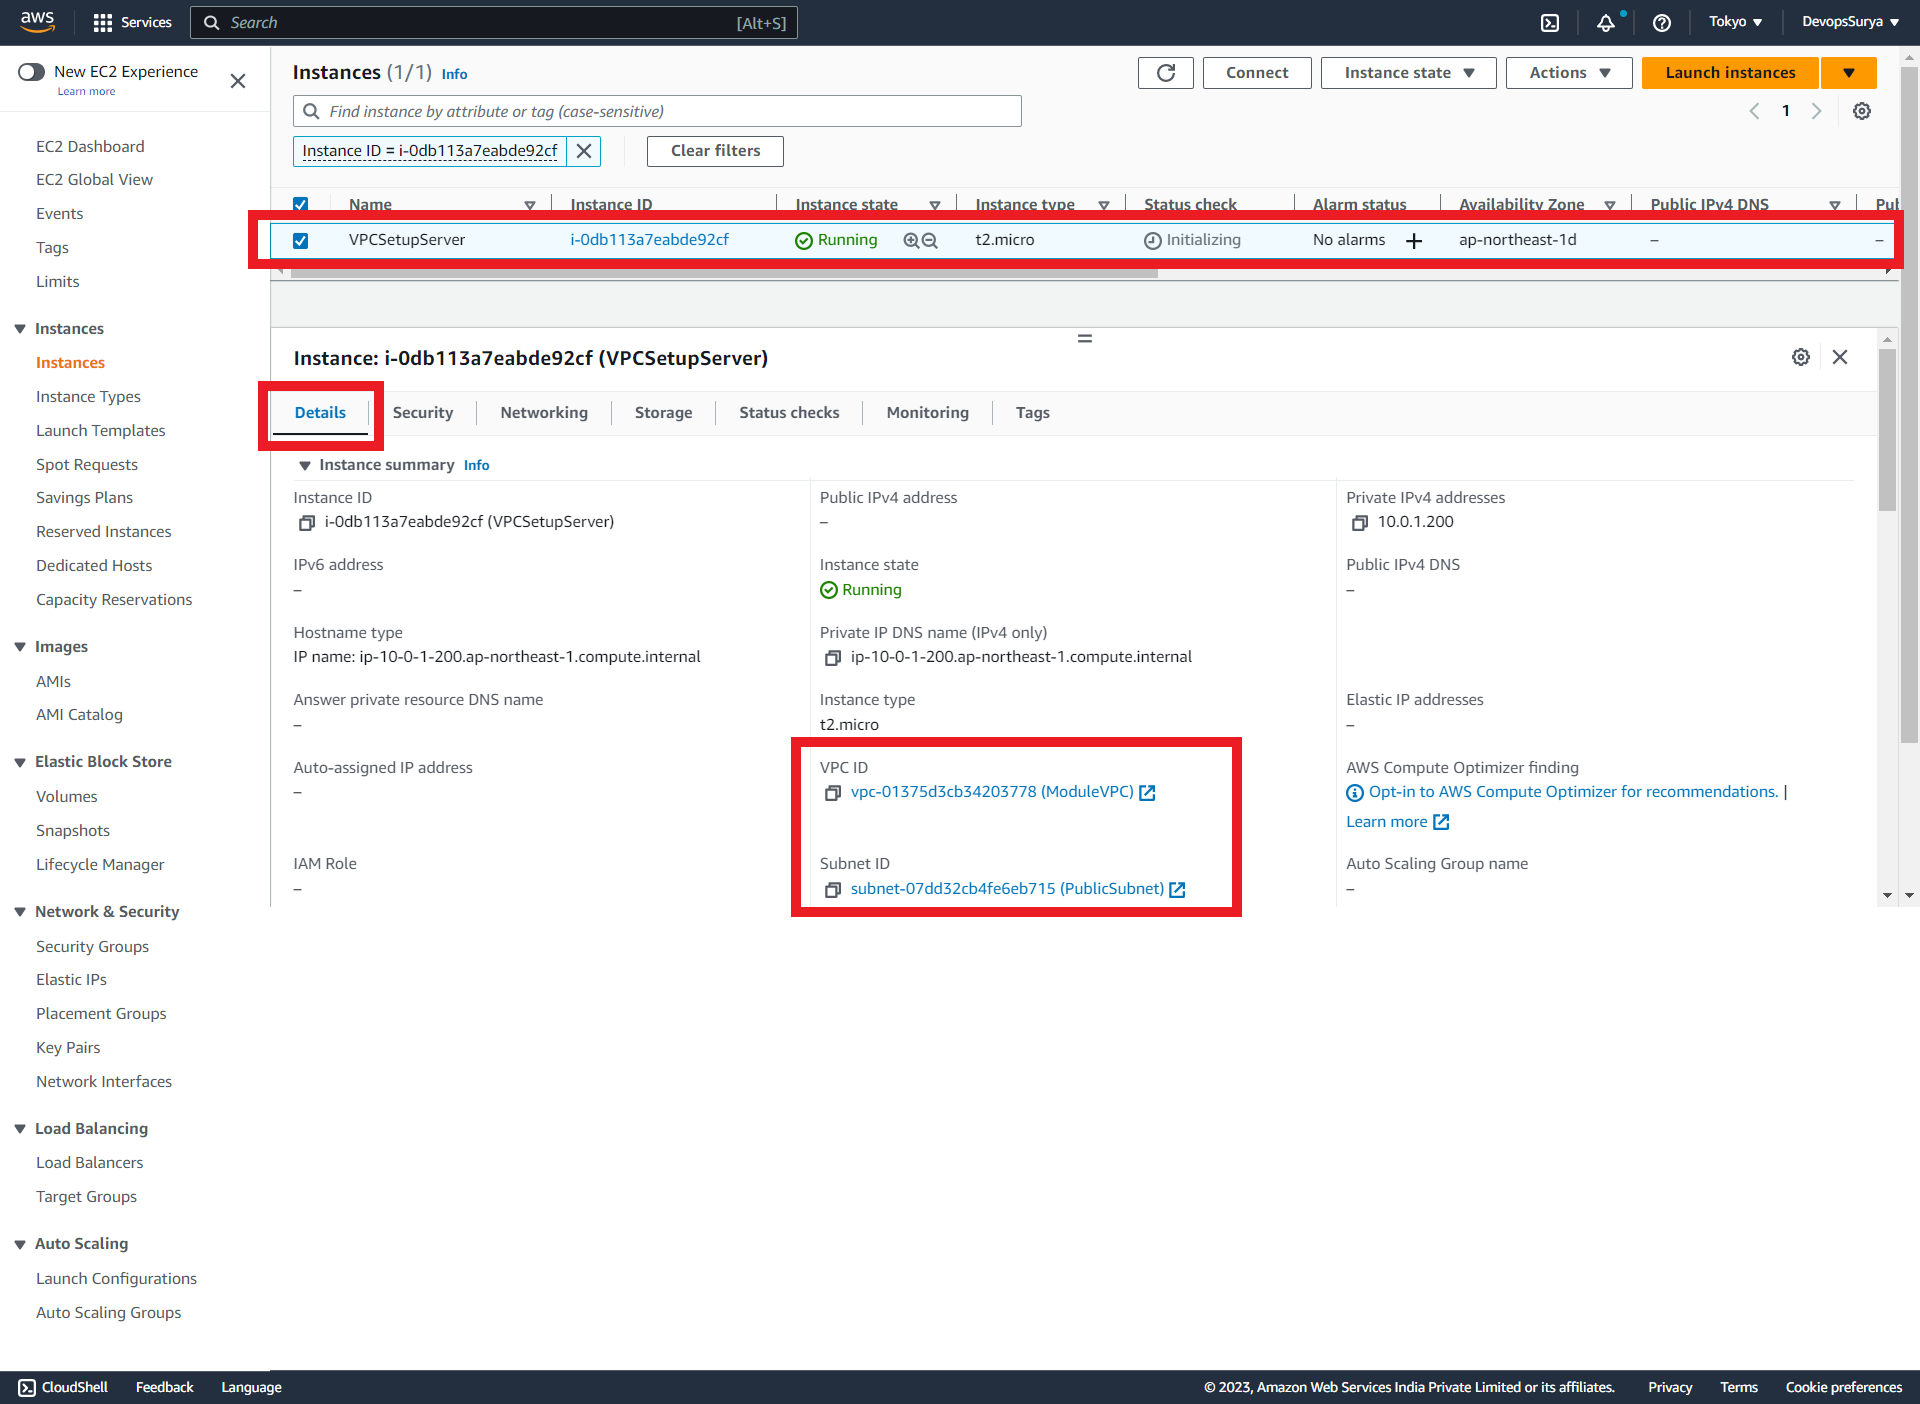 aws
Services
Search [Alt+S]
Tokyo
DevopsSurya
New EC2 Experience
Learn more
EC2 Dashboard
EC2 Global View
Events
Tags
Limits
Instances
Instances
Instance Types
Launch Templates
Spot Requests
Savings Plans
Reserved Instances
Dedicated Hosts
Capacity Reservations
Images
AMIs
AMI Catalog
Elastic Block Store
Volumes
Snapshots
Lifecycle Manager
Network & Security
Security Groups
Elastic IPs
Placement Groups
Key Pairs
Network Interfaces
Load Balancing
Load Balancers
Target Groups
Auto Scaling
Launch Configurations
Auto Scaling Groups
Instances (1/1) Info
Connect
Instance state
Actions
Launch instances
Find instance by attribute or tag (case-sensitive)
1
Instance ID = i-0db113a7eabde92cf
Clear filters
Name Instance ID Instance state Instance type Status check Alarm status Availability Zone Public IPv4 DNS Pul
VPCSetupServer i-0db113a7eabde92cf Running t2.micro Initializing No alarms + ap-northeast-1d – –
Instance: i-0db113a7eabde92cf (VPCSetupServer)
Details Security Networking Storage Status checks Monitoring Tags
Instance summary Info
Instance ID
i-0db113a7eabde92cf (VPCSetupServer)
Public IPv4 address
–
Private IPv4 addresses
10.0.1.200
IPv6 address
–
Instance state
Running
Public IPv4 DNS
–
Hostname type
IP name: ip-10-0-1-200.ap-northeast-1.compute.internal
Private IP DNS name (IPv4 only)
ip-10-0-1-200.ap-northeast-1.compute.internal
Answer private resource DNS name
–
Instance type
t2.micro
Elastic IP addresses
–
Auto-assigned IP address
–
VPC ID
vpc-01375d3cb34203778 (ModuleVPC)
AWS Compute Optimizer finding
Opt-in to AWS Compute Optimizer for recommendations. |
Learn more
IAM Role
–
Subnet ID
subnet-07dd32cb4fe6eb715 (PublicSubnet)
Auto Scaling Group name
–
CloudShell Feedback Language
© 2023, Amazon Web Services India Private Limited or its affiliates. Privacy Terms Cookie preferences